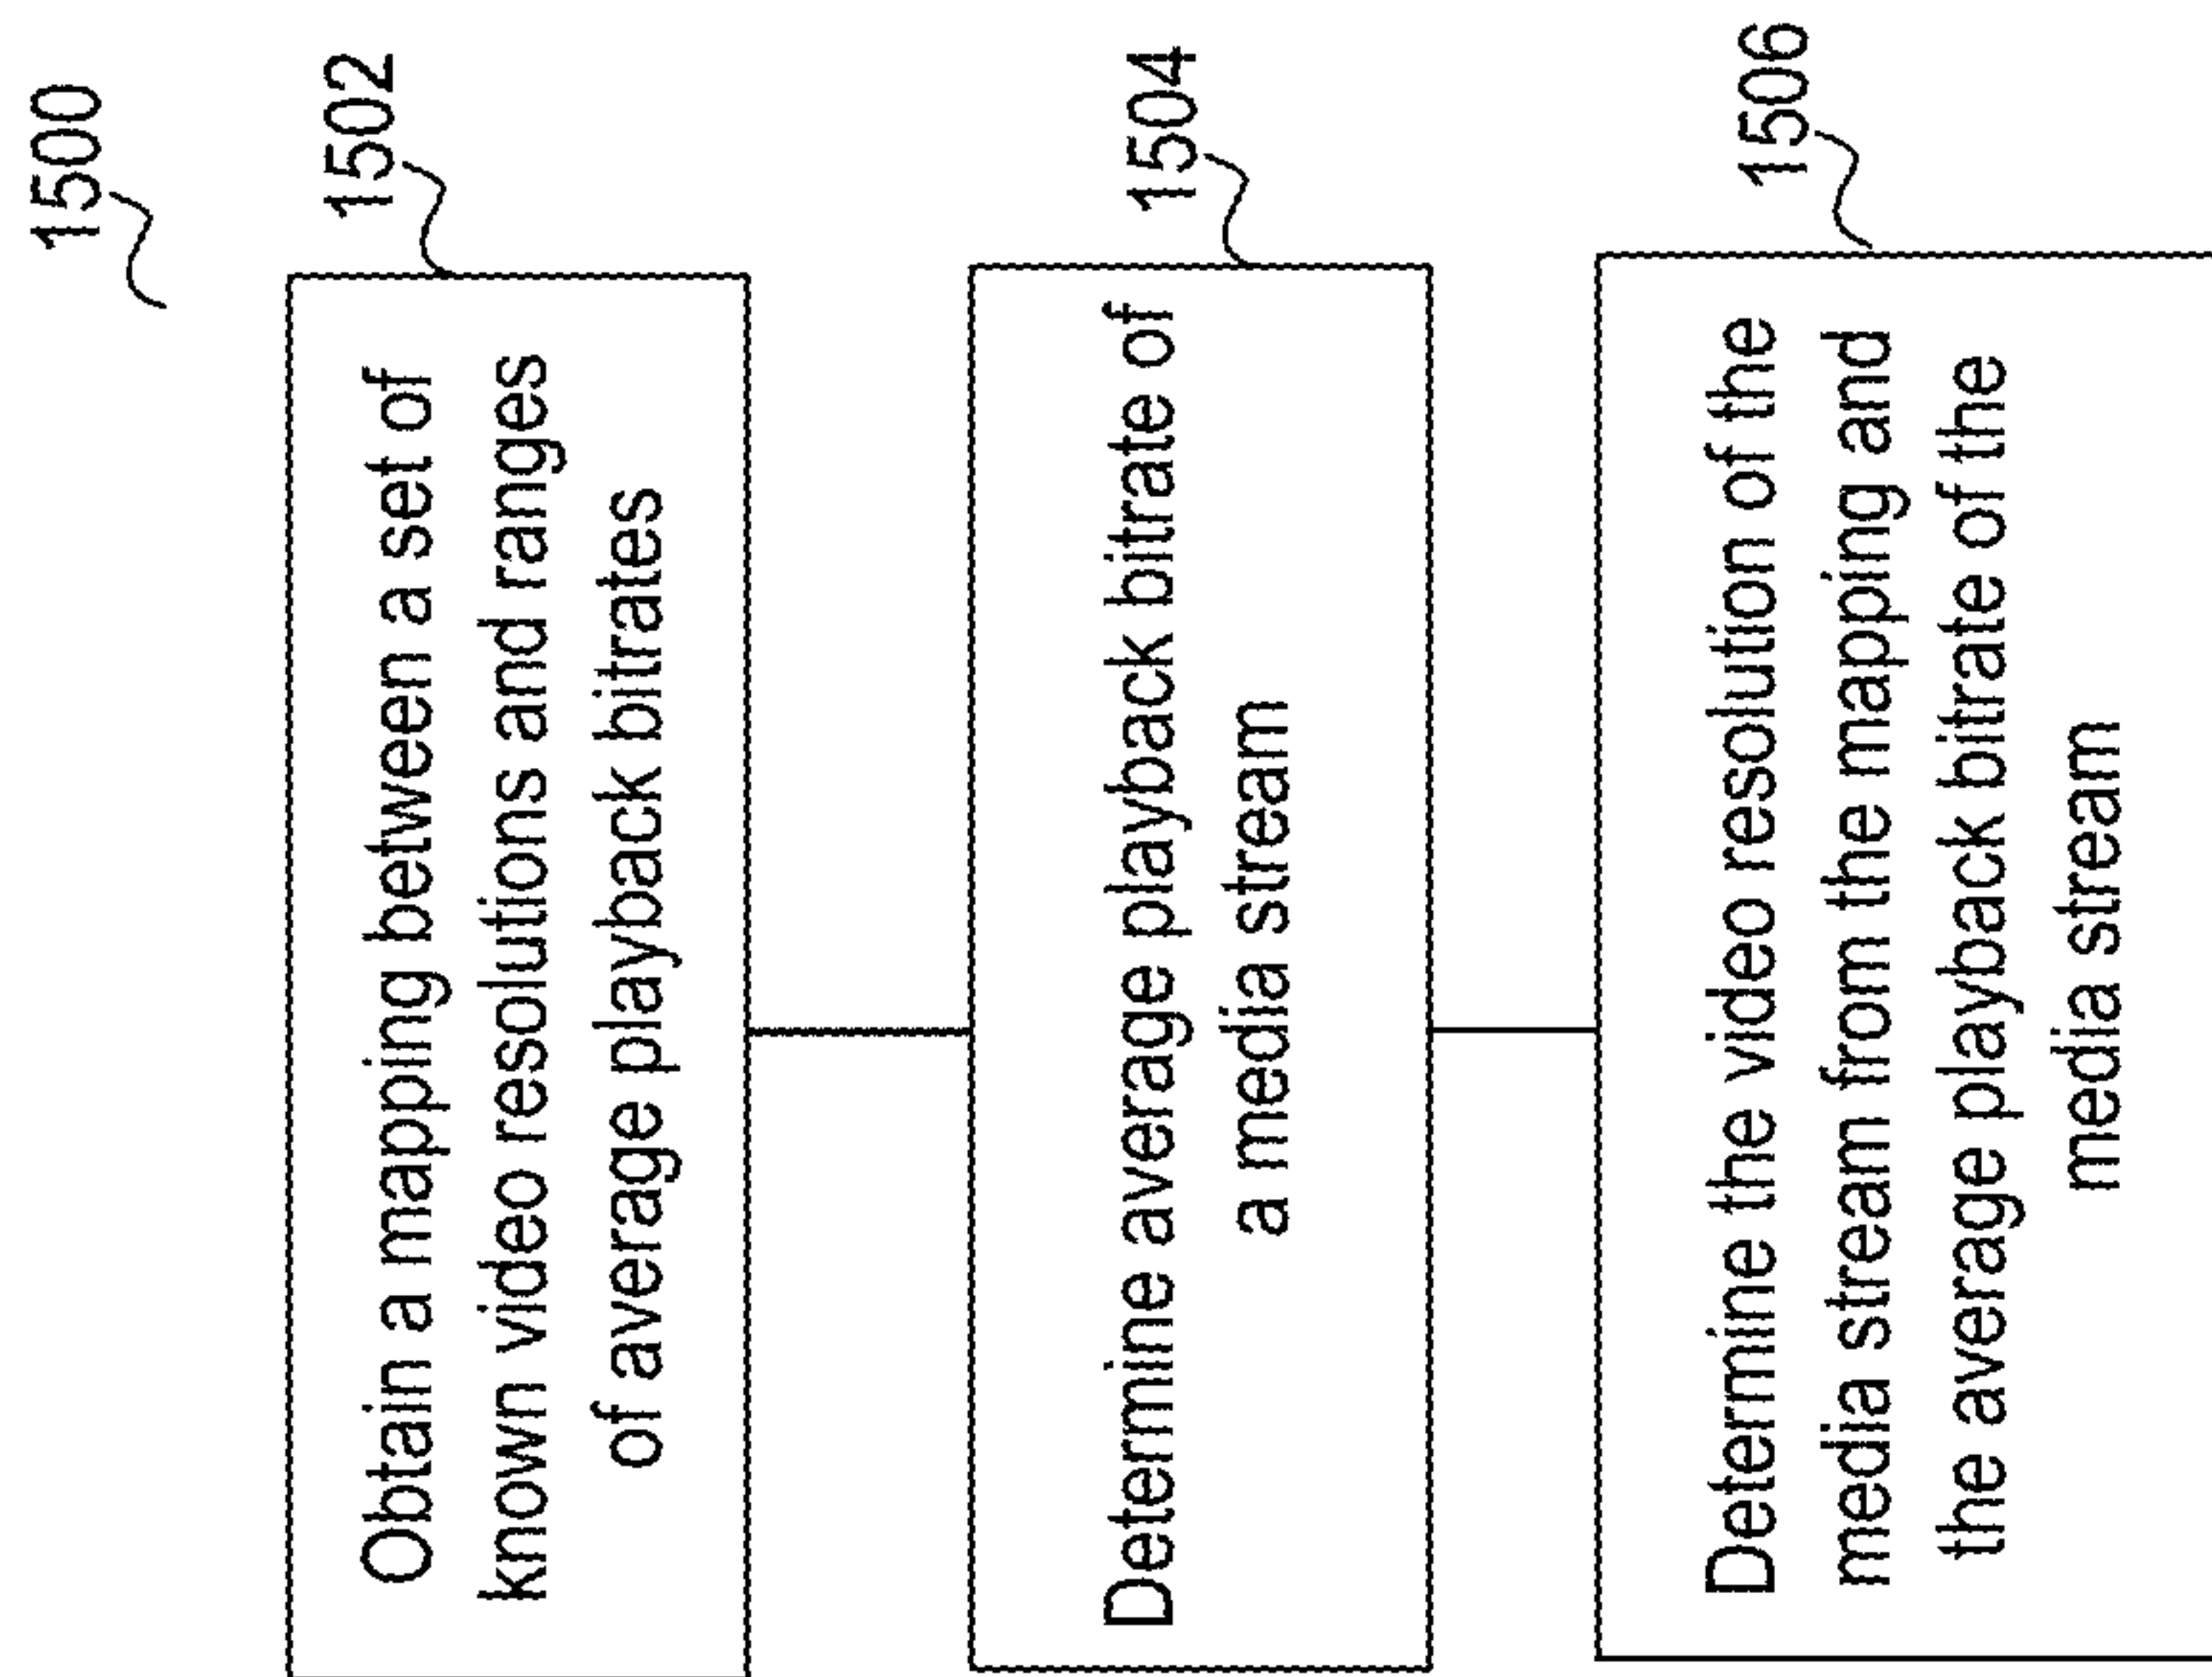 1500
1502
Obtain a mapping between a set of
known video resolutions and ranges
of average playback bitrates
1504
Determine average playback bitrate of
a media stream
1506
Determine the video resolution of the
media stream from the mapping and
the average playback bitrate of the
media stream